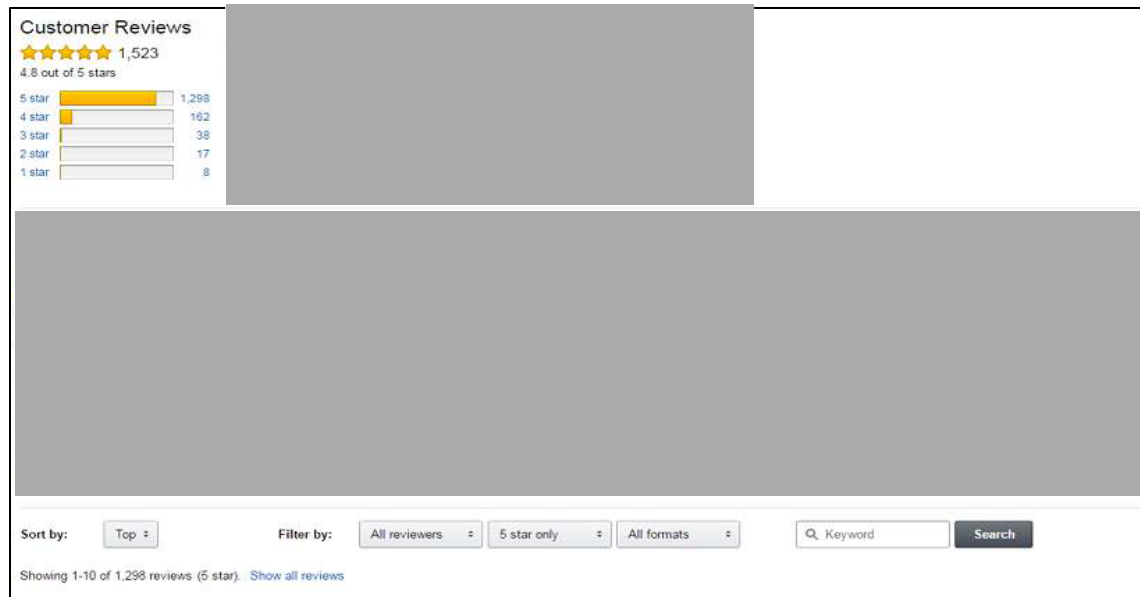 Customer Reviews
1,523
4.8 out of 5 stars
5 star 1,298
4 star 162
3 star 38
2 star 17
1 star 8
Sort by: Top Filter by: All reviewers 5 star only All formats Keyword Search
Showing 1-10 of 1,298 reviews (5 star). Show all reviews